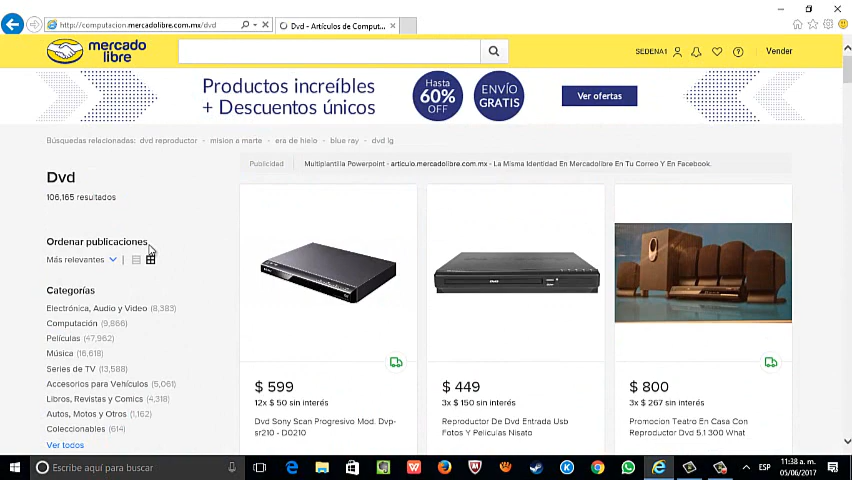 http://computacion.mercadolibre.com.mx/dvd
Dvd - Artículos de Comput...
mercado
libre
SEDENA1
Vender
Productos increíbles
+ Descuentos únicos
Hasta
60%
OFF
ENVÍO
GRATIS
Ver ofertas
Búsquedas relacionadas: dvd reproductor - mision a marte - era de hielo - blue ray - dvd lg
Publicidad
Multiplantilla Powerpoint - articulo.mercadolibre.com.mx - La Misma Identidad En Mercadolibre En Tu Correo Y En Facebook.
Dvd
106,165 resultados
Ordenar publicaciones
Más relevantes
Categorías
Electrónica, Audio y Video (8,383)
Computación (9,866)
Películas (47,962)
Música (16,618)
Series de TV (13,588)
Accesorios para Vehículos (5,061)
Libros, Revistas y Comics (4,318)
Autos, Motos y Otros (1,162)
Coleccionables (614)
Ver todos
$ 599
12x $ 50 sin interés
Dvd Sony Scan Progresivo Mod. Dvp-
sr210 - D0210
$ 449
3x $ 150 sin interés
Reproductor De Dvd Entrada Usb
Fotos Y Peliculas Nisato
$ 800
3x $ 267 sin interés
Promocion Teatro En Casa Con
Reproductor Dvd 5.1 300 What
Escribe aquí para buscar
ESP
11:38 a. m.
05/06/2017